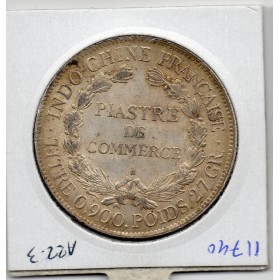 INDO-CHINE FRANÇAISE
PIASTRE
DE
COMMERCE
A
TITRE 0,900. POIDS 27 GR.
A22-3
11740